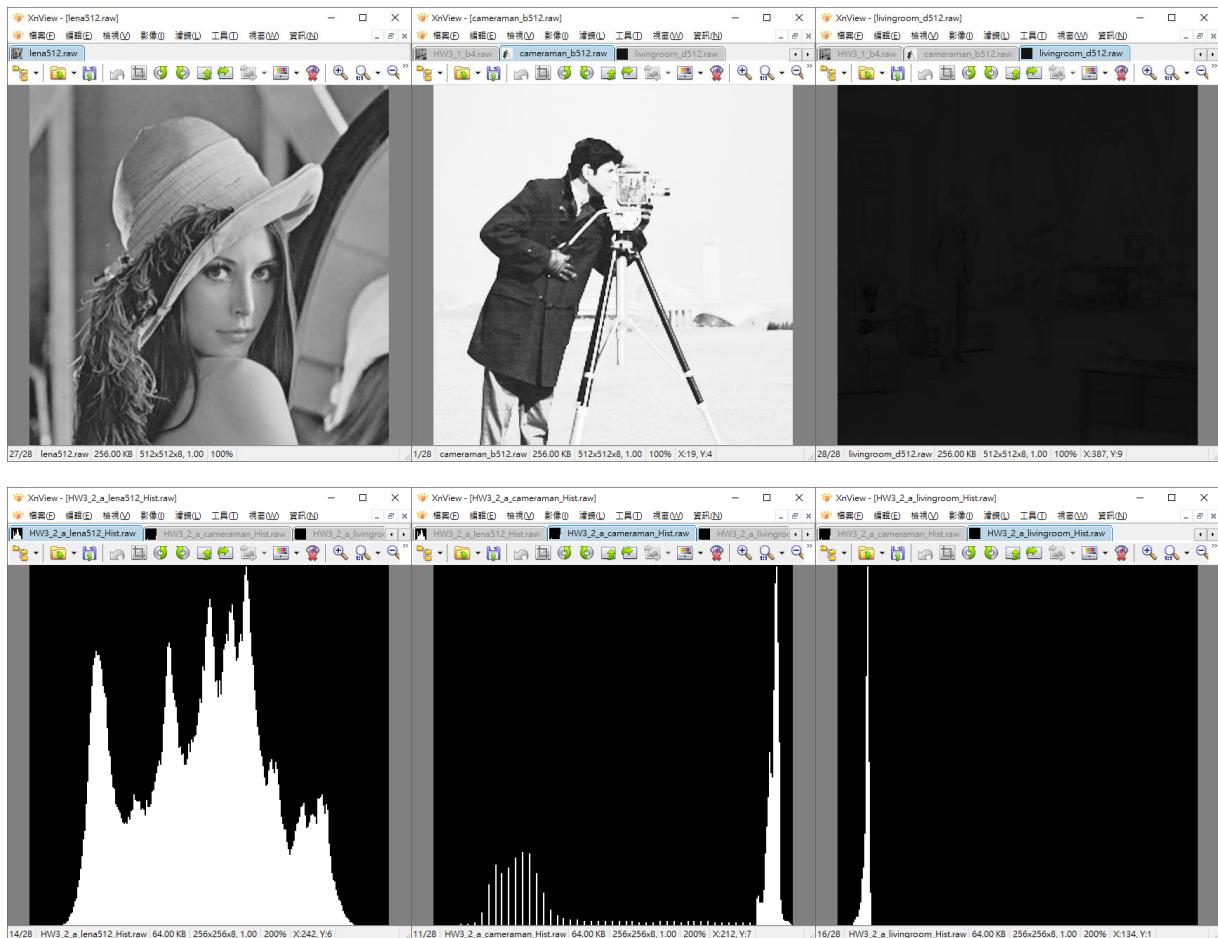 XnView - [lena512.raw]
檔案(F) 編輯(E) 檢視(V) 影像(I) 濾鏡(L) 工具(T) 視窗(W) 資訊(N)
lena512.raw
27/28 lena512.raw 256.00 KB 512x512x8, 1.00 100%
XnView - [cameraman_b512.raw]
檔案(F) 編輯(E) 檢視(V) 影像(I) 濾鏡(L) 工具(T) 視窗(W) 資訊(N)
HW3_1_b4.raw cameraman_b512.raw livingroom_d512.raw
1/28 cameraman_b512.raw 256.00 KB 512x512x8, 1.00 100% X:19, Y:4
XnView - [livingroom_d512.raw]
檔案(F) 編輯(E) 檢視(V) 影像(I) 濾鏡(L) 工具(T) 視窗(W) 資訊(N)
HW3_1_b4.raw cameraman_b512.raw livingroom_d512.raw
28/28 livingroom_d512.raw 256.00 KB 512x512x8, 1.00 100% X:387, Y:9
XnView - [HW3_2_a_lena512_Hist.raw]
檔案(F) 編輯(E) 檢視(V) 影像(I) 濾鏡(L) 工具(T) 視窗(W) 資訊(N)
HW3_2_a_lena512_Hist.raw HW3_2_a_cameraman_Hist.raw HW3_2_a_livingroo
14/28 HW3_2_a_lena512_Hist.raw 64.00 KB 256x256x8, 1.00 200% X:242, Y:6
XnView - [HW3_2_a_cameraman_Hist.raw]
檔案(F) 編輯(E) 檢視(V) 影像(I) 濾鏡(L) 工具(T) 視窗(W) 資訊(N)
HW3_2_a_lena512_Hist.raw HW3_2_a_cameraman_Hist.raw HW3_2_a_livingroo
11/28 HW3_2_a_cameraman_Hist.raw 64.00 KB 256x256x8, 1.00 200% X:212, Y:7
XnView - [HW3_2_a_livingroom_Hist.raw]
檔案(F) 編輯(E) 檢視(V) 影像(I) 濾鏡(L) 工具(T) 視窗(W) 資訊(N)
HW3_2_a_cameraman_Hist.raw HW3_2_a_livingroom_Hist.raw
16/28 HW3_2_a_livingroom_Hist.raw 64.00 KB 256x256x8, 1.00 200% X:134, Y:1